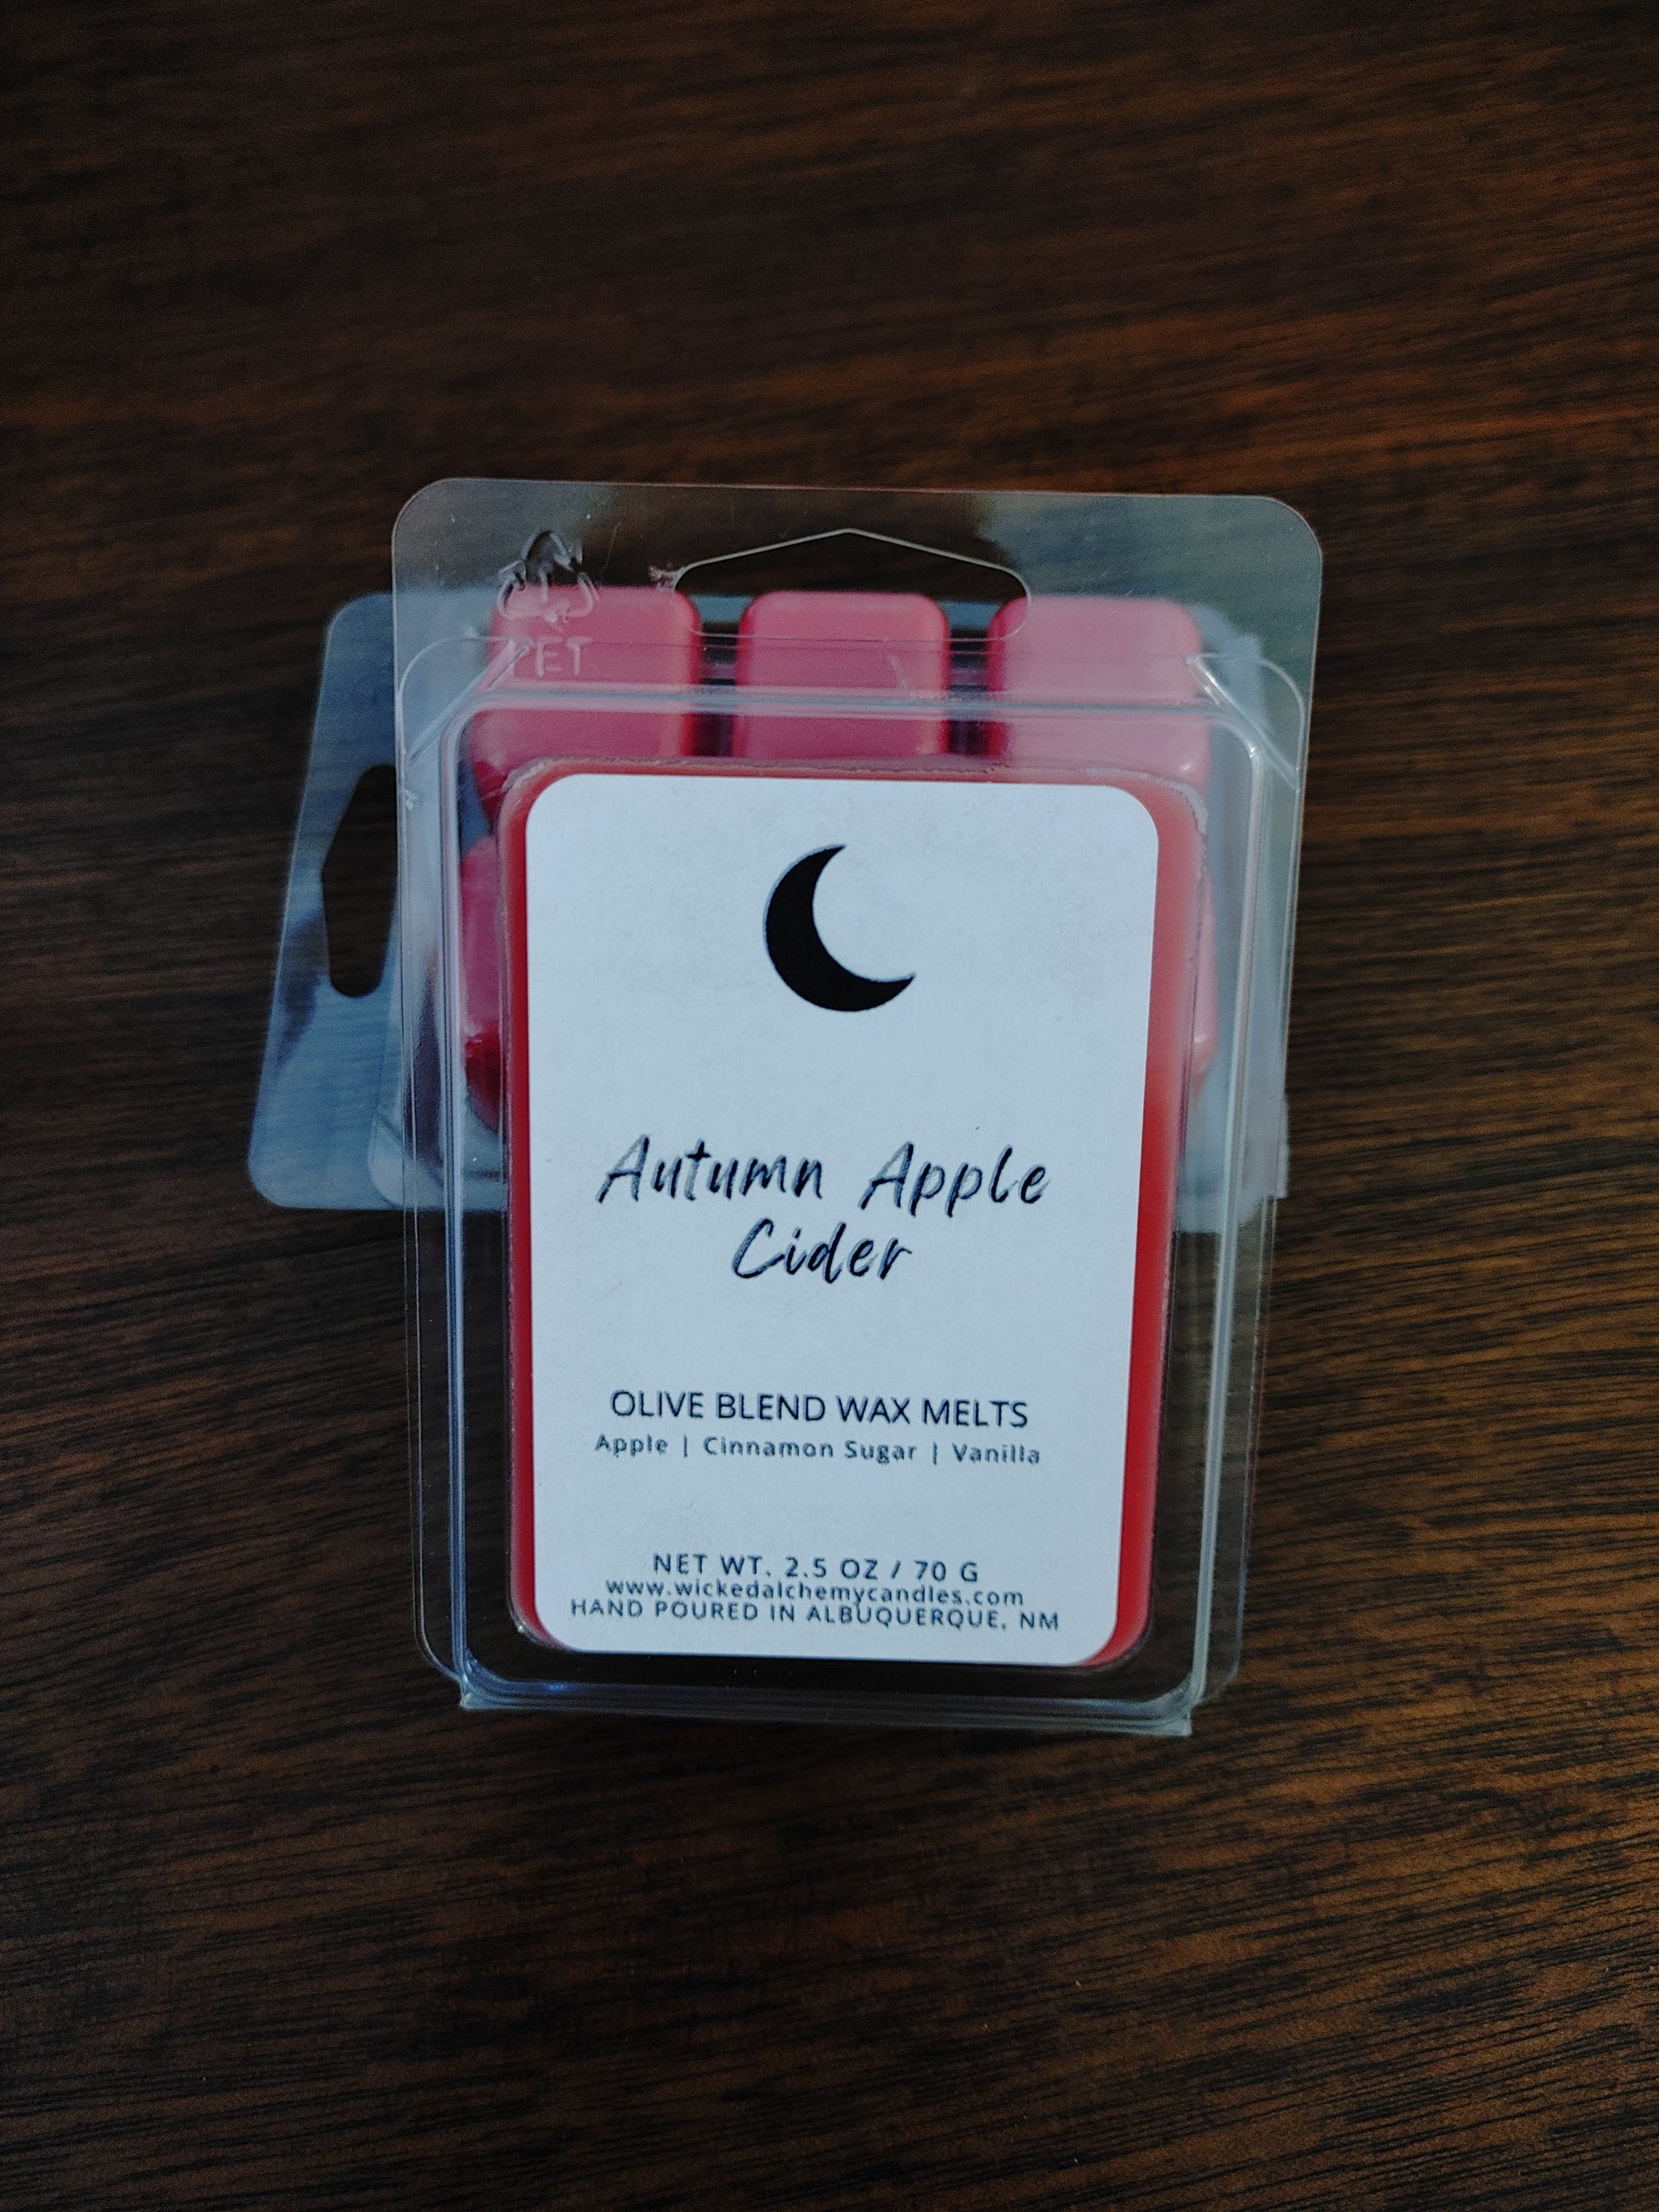 PET
Autumn Apple
Cider
OLIVE BLEND WAX MELTS
Apple | Cinnamon Sugar | Vanilla
NET WT. 2.5 OZ / 70 G
www.wickedalchemycandles.com
HAND POURED IN ALBUQUERQUE, NM